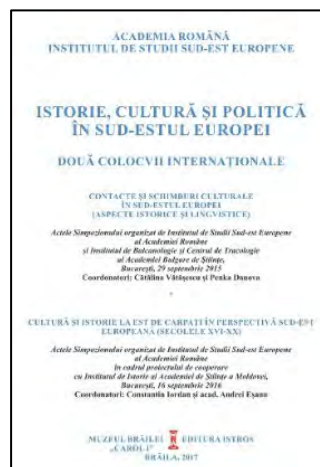 ACADEMIA ROMÂNĂ
INSTITUTUL DE STUDII SUD-EST EUROPENE
ISTORIE, CULTURĂ ȘI POLITICĂ
ÎN SUD-ESTUL EUROPEI
DOUĂ COLOCVII INTERNAȚIONALE
CONTACTE ȘI SCHIMBURI CULTURALE
ÎN SUD-ESTUL EUROPEI
(ASPECTE ISTORICE ȘI LINGVISTICE)
Actele Simpozionului organizat de Institutul de Studii Sud-est Europene
al Academiei Române
și Institutul de Balcanologie și Centrul de Tracologie
al Academiei Bulgare de Științe,
București, 29 septembrie 2015
Coordonatori: Cătălina Vătășescu și Penka Danova
*
CULTURĂ ȘI ISTORIE LA EST DE CARPAȚI ÎN PERSPECTIVĂ SUD-EST
EUROPEANA (SECOLELE XVI-XX)
Actele Simpozionului organizat de Institutul de Studii Sud-est Europene
al Academiei Române
în cadrul proiectului de cooperare
cu Institutul de Istorie al Academiei de Științe a Moldovei,
București, 16 septembrie 2016
Coordonatori: Constantin Iordan și acad. Andrei Eșanu
MUZEUL BRĂILEI EDITURA ISTROS
„CAROL I”
BRĂILA, 2017